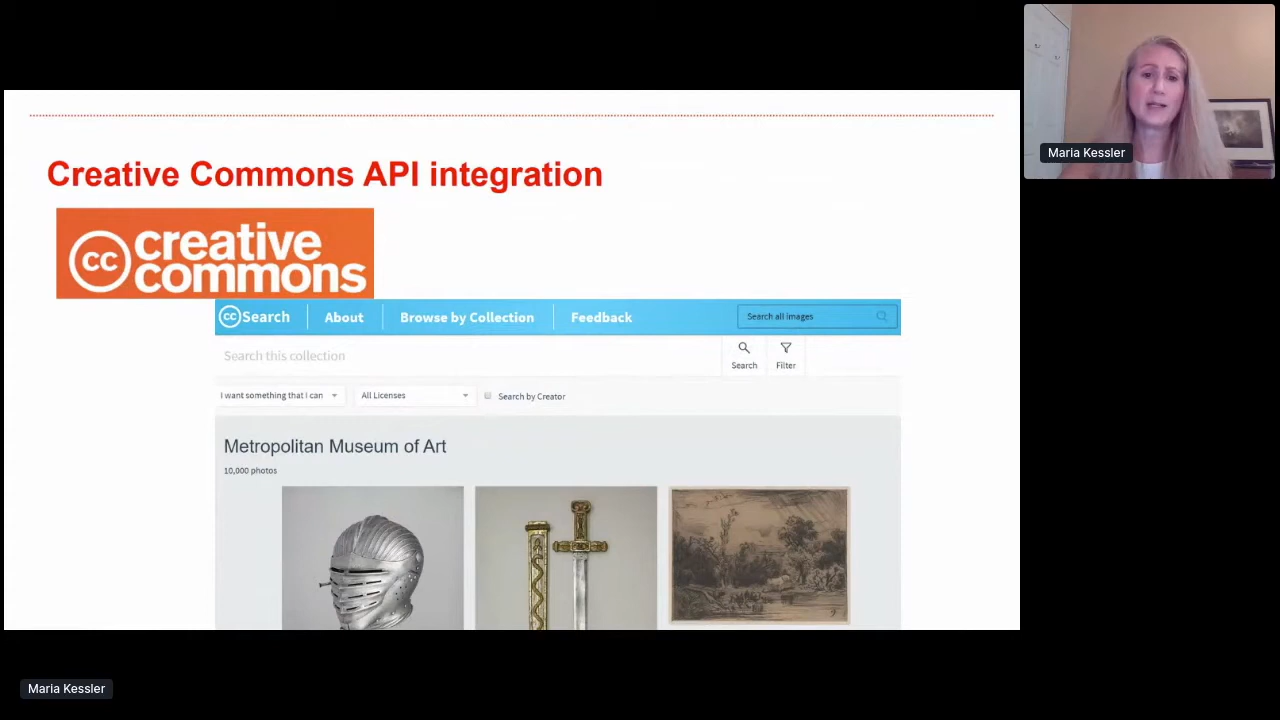 Creative Commons API integration
cc creative
commons
cc Search About Browse by Collection Feedback Search all images
Search this collection
Search Filter
I want something that I can All Licenses Search by Creator
Metropolitan Museum of Art
10,000 photos
Maria Kessler
Maria Kessler